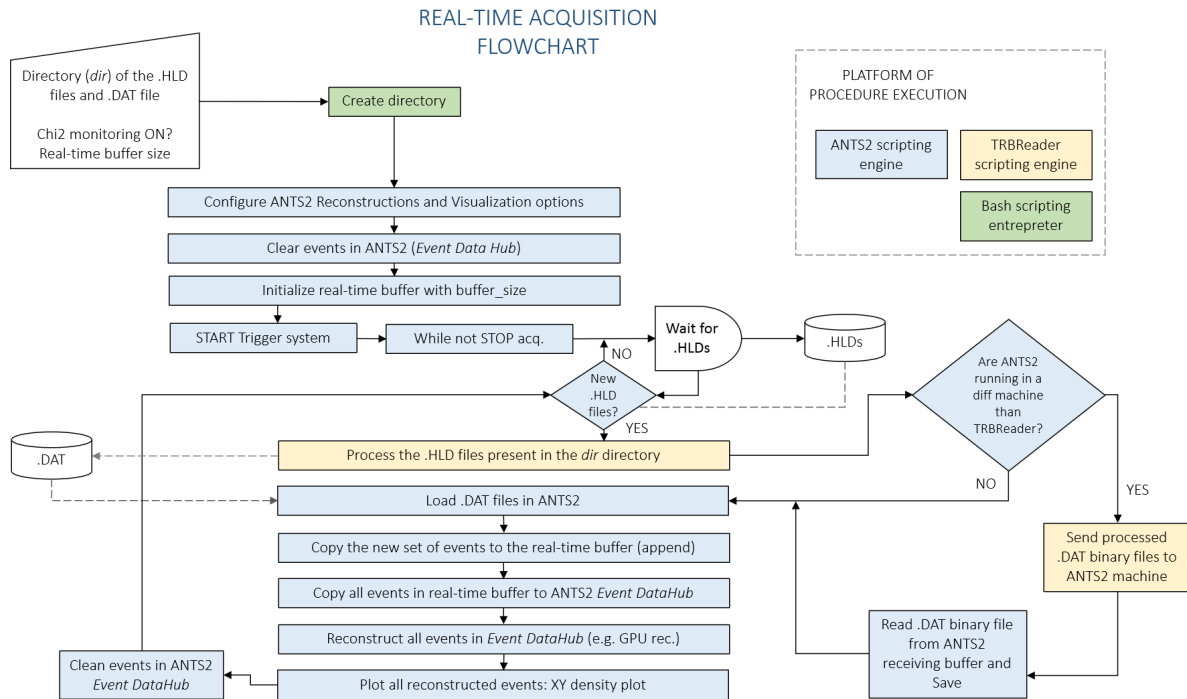 REAL-TIME ACQUISITION
FLOWCHART
Directory (dir) of the .HLD
files and .DAT file
Chi2 monitoring ON?
Real-time buffer size
Create directory
PLATFORM OF
PROCEDURE EXECUTION
ANTS2 scripting
engine
TRBReader
scripting engine
Bash scripting
entrepreter
Configure ANTS2 Reconstructions and Visualization options
Clear events in ANTS2 (Event Data Hub)
Initialize real-time buffer with buffer_size
START Trigger system
While not STOP acq.
Wait for
.HLDs
.HLDs
NO
New
.HLD
files?
YES
Are ANTS2
running in a
diff machine
than
TRBReader?
NO
YES
.DAT
Process the .HLD files present in the dir directory
Load .DAT files in ANTS2
Copy the new set of events to the real-time buffer (append)
Copy all events in real-time buffer to ANTS2 Event DataHub
Reconstruct all events in Event DataHub (e.g. GPU rec.)
Plot all reconstructed events: XY density plot
Clean events in ANTS2
Event DataHub
Send processed
.DAT binary files to
ANTS2 machine
Read .DAT binary file
from ANTS2
receiving buffer and
Save